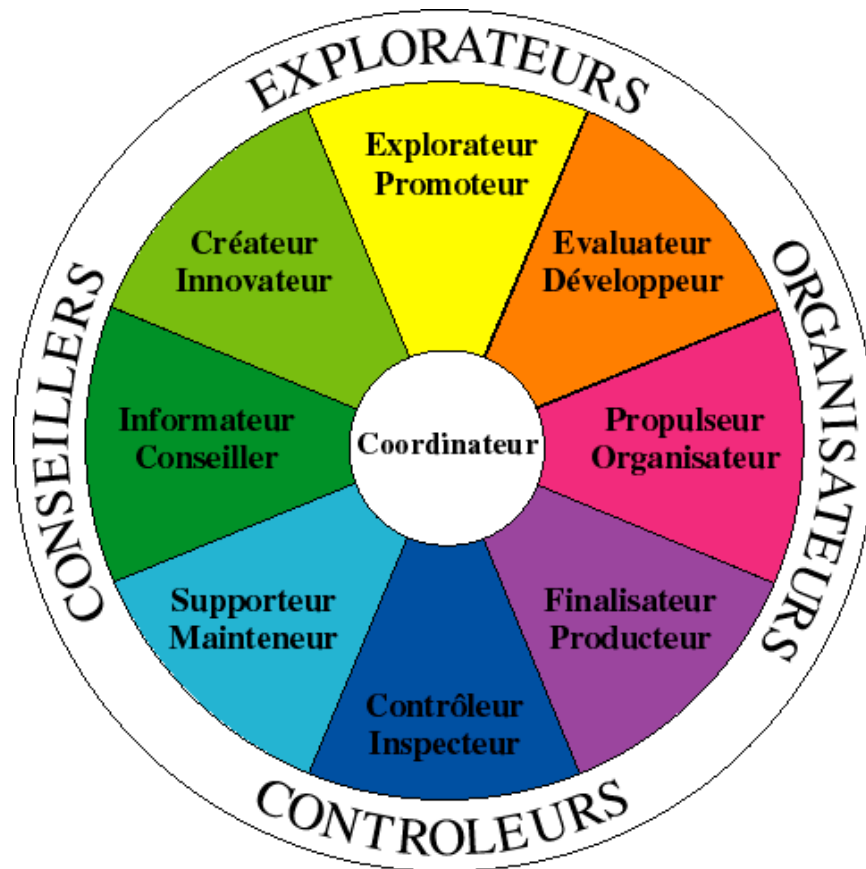 EXPLORATEURS
Explorateur
Promoteur
Créateur
Innovateur
Evaluateur
Développeur
ORGANISATEURS
CONSEILLERS
Informateur
Conseiller
Coordinateur
Propulseur
Organisateur
Supporteur
Mainteneur
Finalisateur
Producteur
Contrôleur
Inspecteur
CONTROLEURS